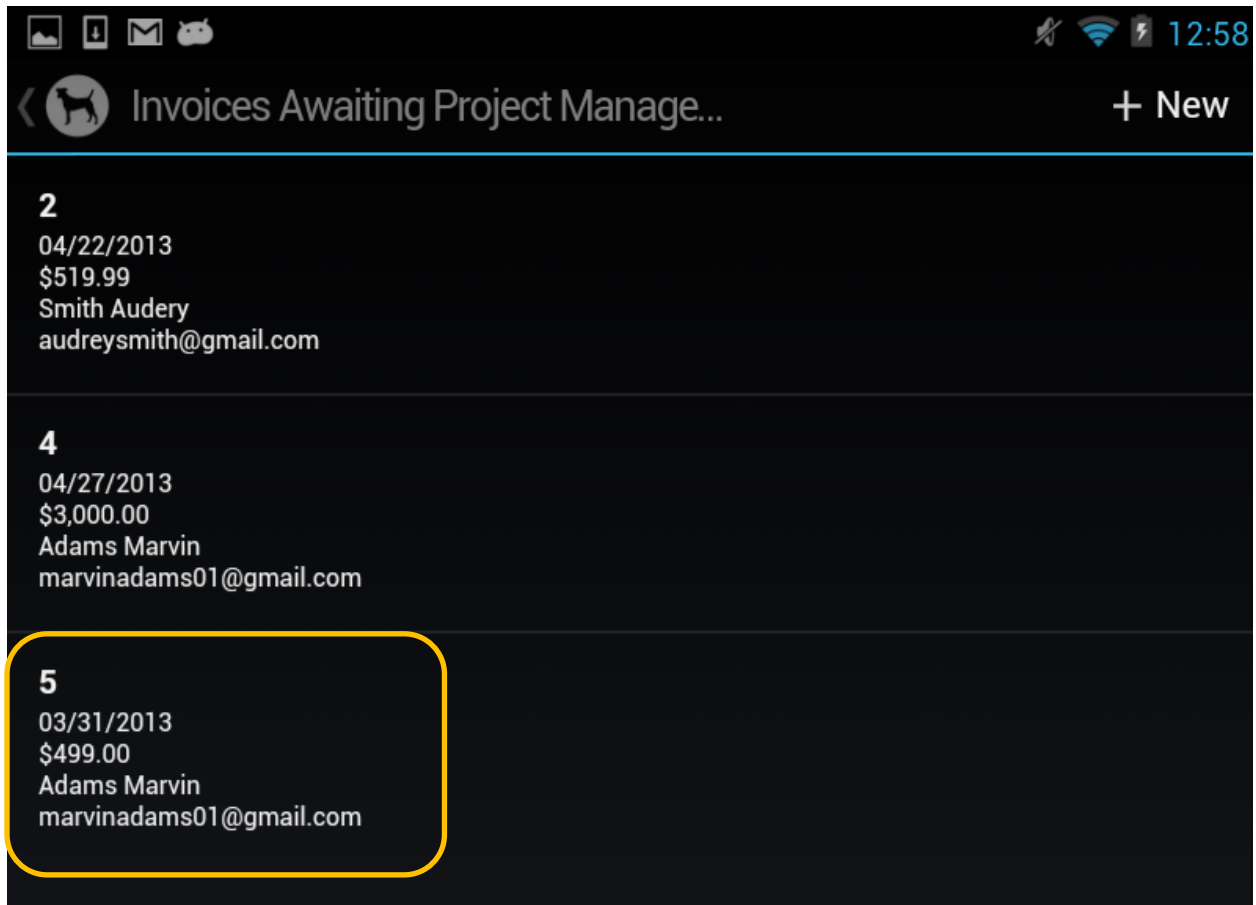 12:58
Invoices Awaiting Project Manage...
+ New
2
04/22/2013
$519.99
Smith Audery
audreysmith@gmail.com
4
04/27/2013
$3,000.00
Adams Marvin
marvinadams01@gmail.com
5
03/31/2013
$499.00
Adams Marvin
marvinadams01@gmail.com